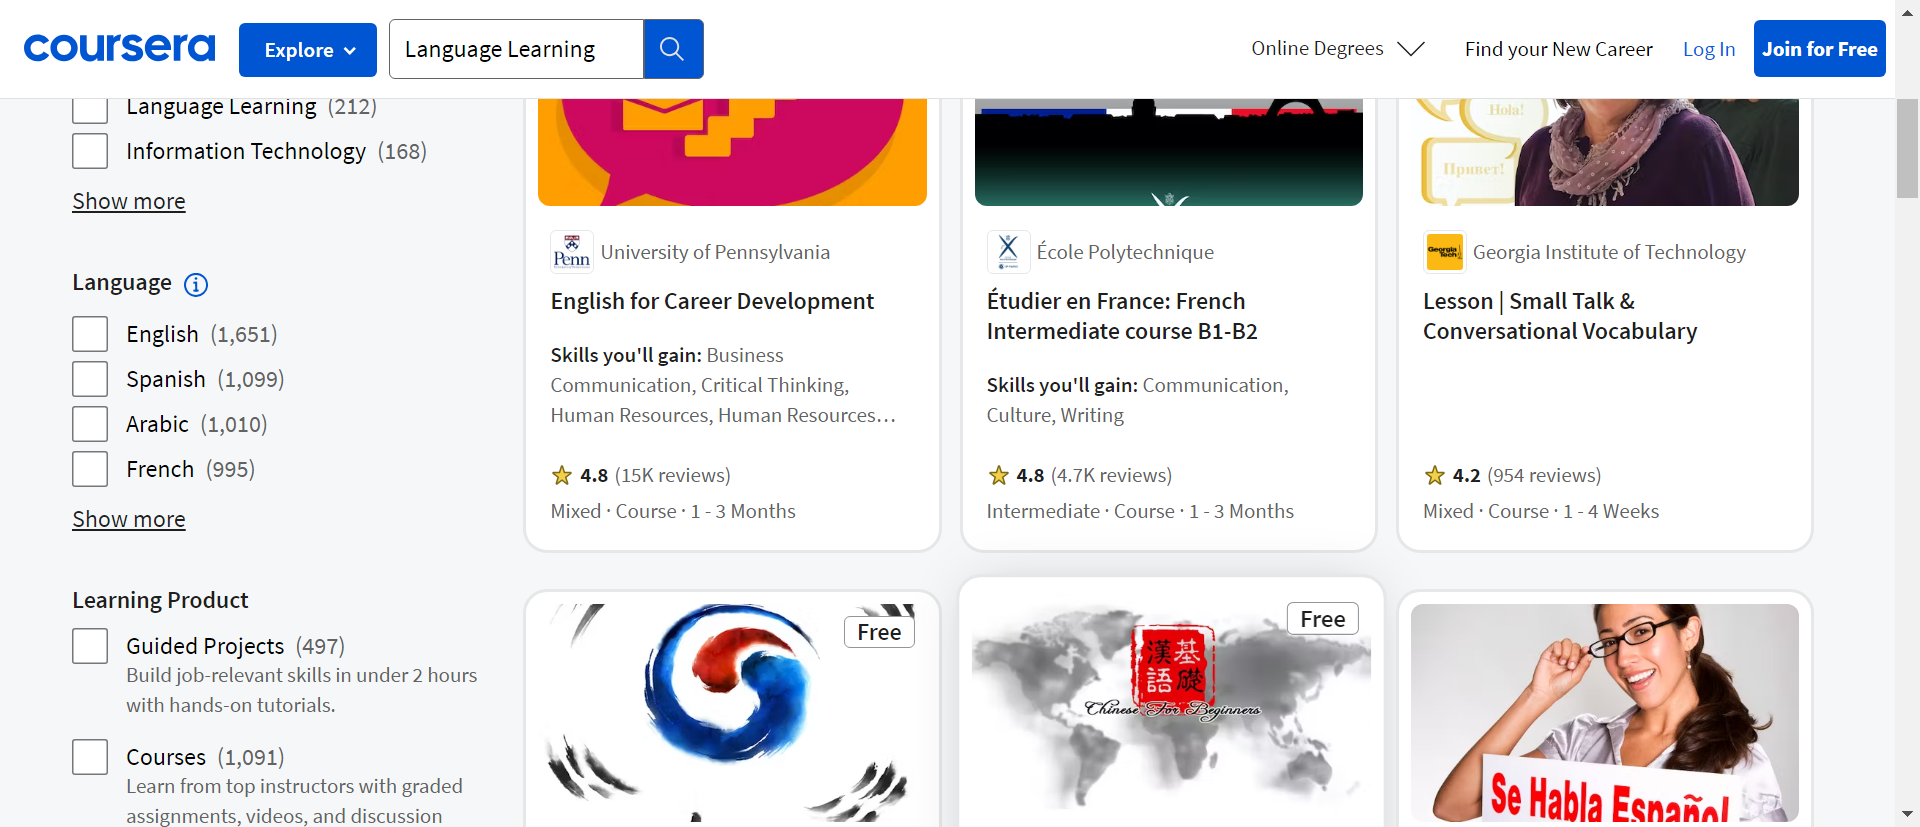 coursera
Explore
Language Learning
Online Degrees
Find your New Career
Log In
Join for Free
Language Learning (212)
Information Technology (168)
Show more
Language
English (1,651)
Spanish (1,099)
Arabic (1,010)
French (995)
Show more
Learning Product
Guided Projects (497)
Build job-relevant skills in under 2 hours
with hands-on tutorials.
Courses (1,091)
Learn from top instructors with graded
assignments, videos, and discussion
Penn
University of Pennsylvania
English for Career Development
Skills you'll gain: Business
Communication, Critical Thinking,
Human Resources, Human Resources…
4.8 (15K reviews)
Mixed · Course · 1 - 3 Months
École Polytechnique
Étudier en France: French
Intermediate course B1-B2
Skills you'll gain: Communication,
Culture, Writing
4.8 (4.7K reviews)
Intermediate · Course · 1 - 3 Months
Hola!
Привет!
Georgia
Tech
Georgia Institute of Technology
Lesson | Small Talk &
Conversational Vocabulary
4.2 (954 reviews)
Mixed · Course · 1 - 4 Weeks
Free
Free
基礎
漢語
Chinese For Beginners
Se Habla Español